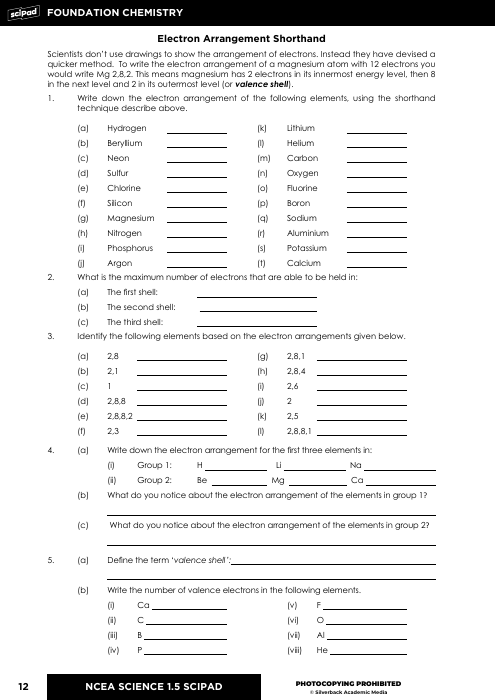 scipad FOUNDATION CHEMISTRY
Electron Arrangement Shorthand
Scientists don't use drawings to show the arrangement of electrons. Instead they have devised a
quicker method. To write the electron arrangement of a magnesium atom with 12 electrons you
would write Mg 2,8,2. This means magnesium has 2 electrons in its innermost energy level, then 8
in the next level and 2 in its outermost level (or valence shell).
1. Write down the electron arrangement of the following elements, using the shorthand
technique describe above.
(a) Hydrogen (k) Lithium
(b) Beryllium (l) Helium
(c) Neon (m) Carbon
(d) Sulfur (n) Oxygen
(e) Chlorine (o) Fluorine
(f) Silicon (p) Boron
(g) Magnesium (q) Sodium
(h) Nitrogen (r) Aluminium
(i) Phosphorus (s) Potassium
(j) Argon (t) Calcium
2. What is the maximum number of electrons that are able to be held in:
(a) The first shell:
(b) The second shell:
(c) The third shell:
3. Identify the following elements based on the electron arrangements given below.
(a) 2,8 (g) 2,8,1
(b) 2,1 (h) 2,8,4
(c) 1 (i) 2,6
(d) 2,8,8 (j) 2
(e) 2,8,8,2 (k) 2,5
(f) 2,3 (l) 2,8,8,1
4. (a) Write down the electron arrangement for the first three elements in:
(i) Group 1: H Li Na
(ii) Group 2: Be Mg Ca
(b) What do you notice about the electron arrangement of the elements in group 1?
(c) What do you notice about the electron arrangement of the elements in group 2?
5. (a) Define the term 'valence shell':
(b) Write the number of valence electrons in the following elements.
(i) Ca (v) F
(ii) C (vi) O
(iii) B (vii) Al
(iv) P (viii) He
12 NCEA SCIENCE 1.5 SCIPAD PHOTOCOPYING PROHIBITED
© Silverback Academic Media